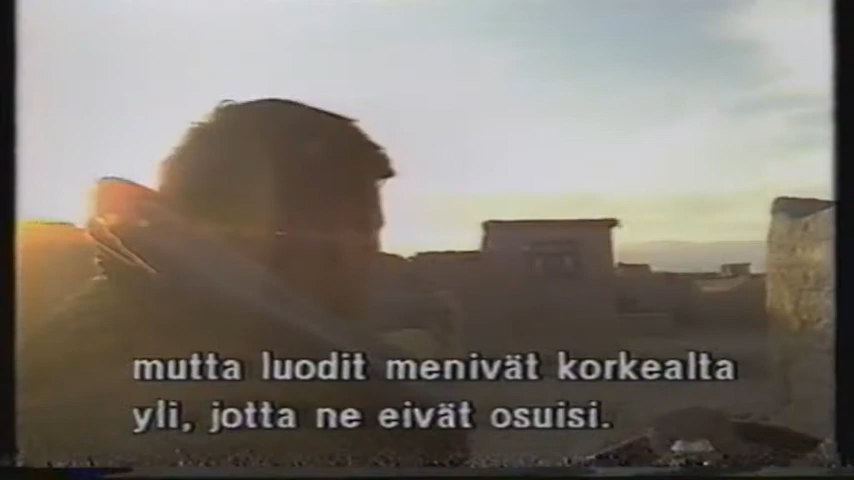 mutta luodit menivät korkealta
yli, jotta ne eivät osuisi.